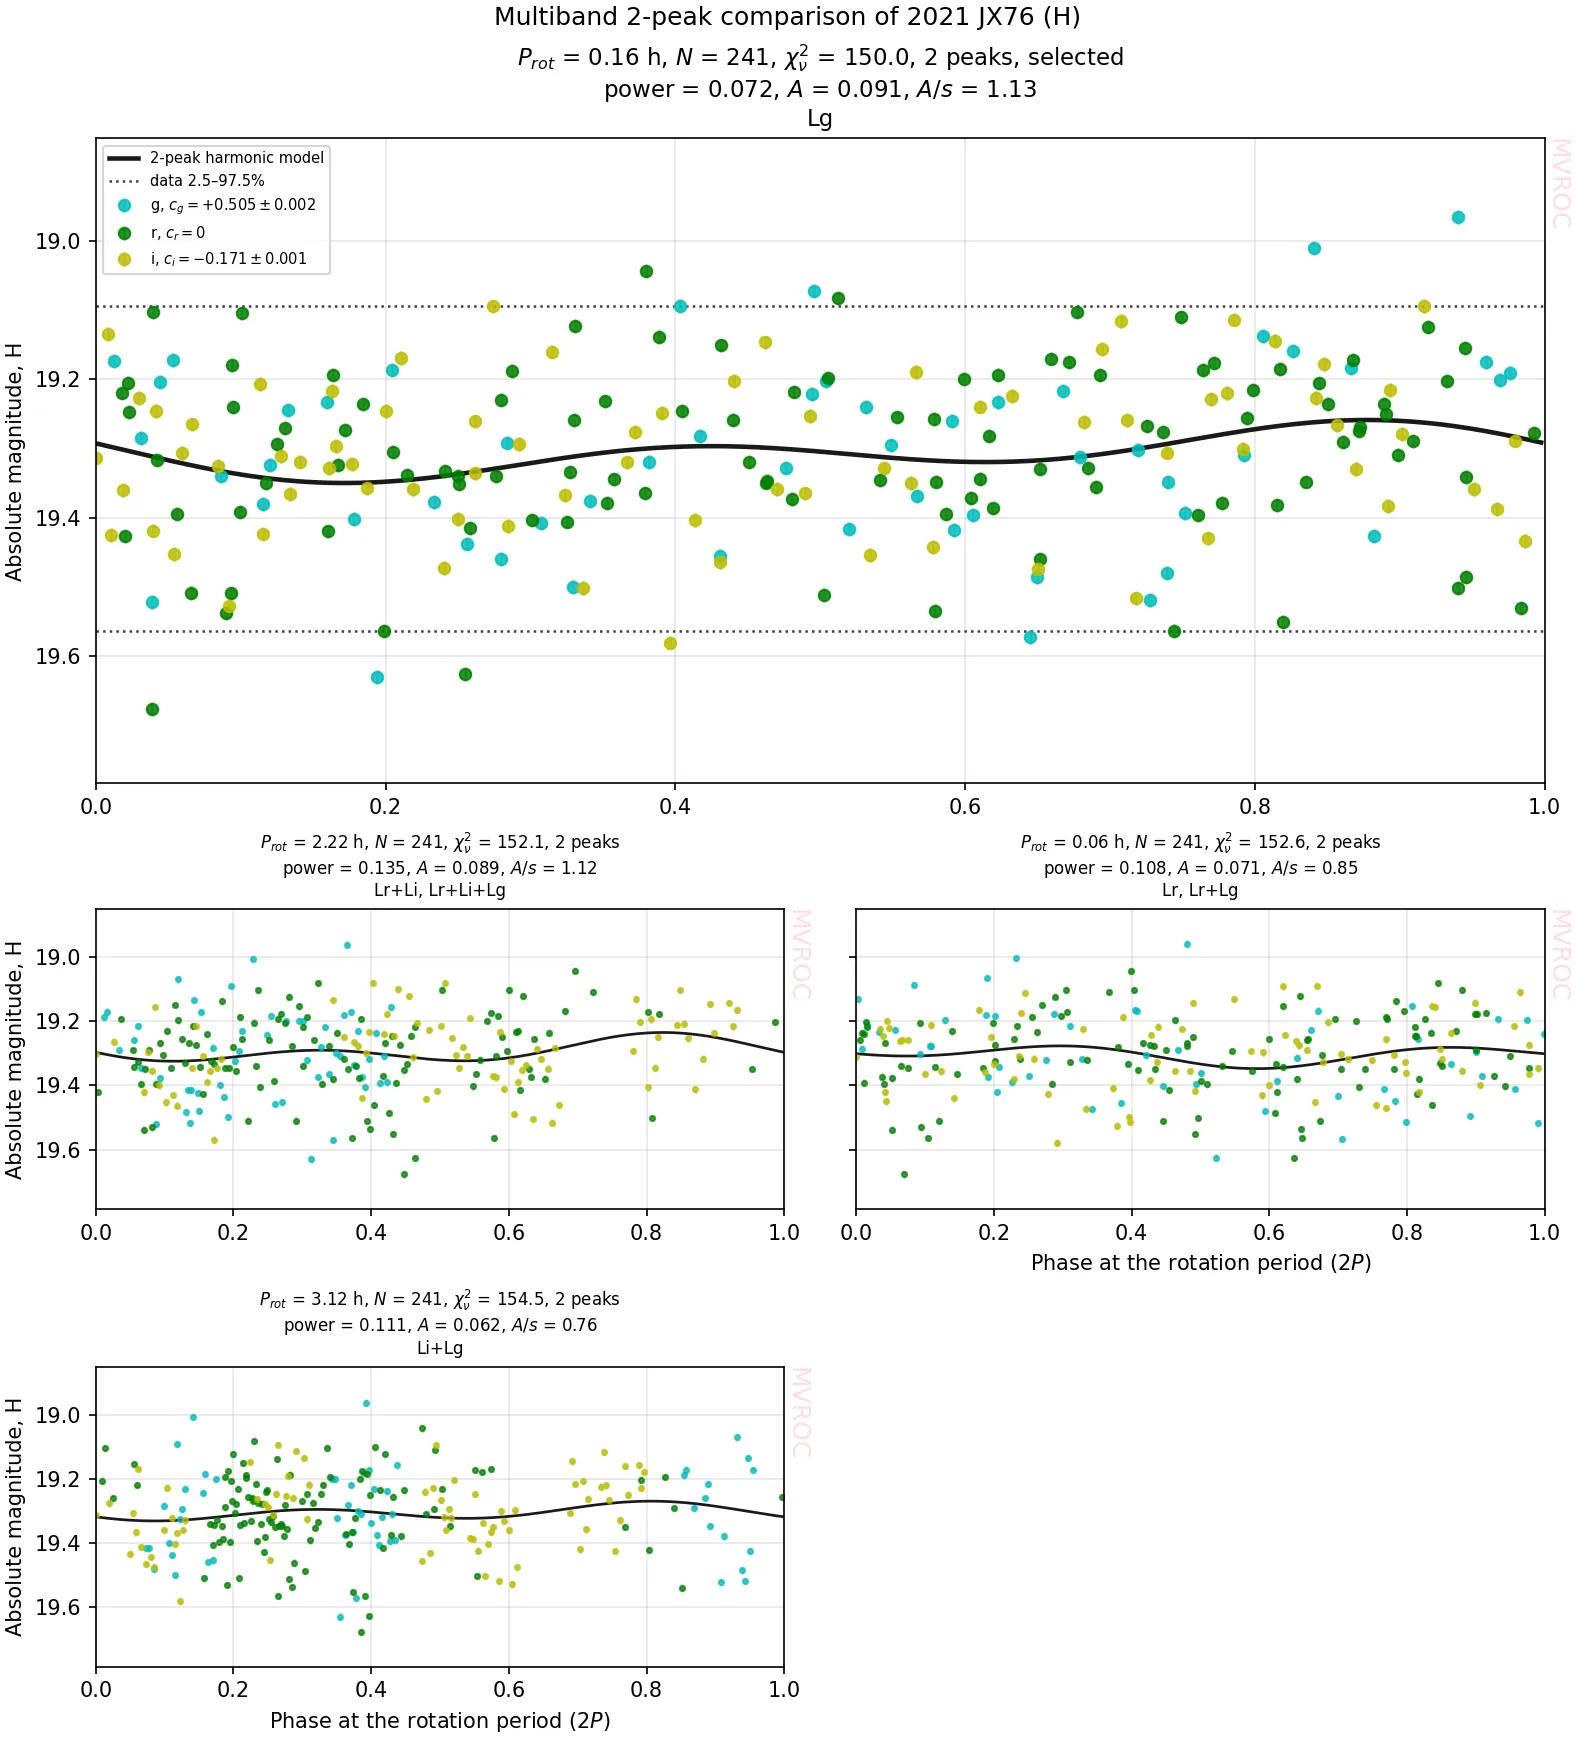 Multiband 2-peak comparison of 2021 JX76 (H)
P_rot = 0.16 h, N = 241, χ²_ν = 150.0, 2 peaks, selected
power = 0.072, A = 0.091, A/s = 1.13
Lg
2-peak harmonic model
data 2.5–97.5%
g, c_g = +0.505 ± 0.002
r, c_r = 0
i, c_i = −0.171 ± 0.001
MVROC
Absolute magnitude, H
19.0
19.2
19.4
19.6
0.0 0.2 0.4 0.6 0.8 1.0
P_rot = 2.22 h, N = 241, χ²_ν = 152.1, 2 peaks
power = 0.135, A = 0.089, A/s = 1.12
Lr+Li, Lr+Li+Lg
MVROC
Absolute magnitude, H
19.0
19.2
19.4
19.6
0.0 0.2 0.4 0.6 0.8 1.0
P_rot = 0.06 h, N = 241, χ²_ν = 152.6, 2 peaks
power = 0.108, A = 0.071, A/s = 0.85
Lr, Lr+Lg
MVROC
0.0 0.2 0.4 0.6 0.8 1.0
Phase at the rotation period (2P)
P_rot = 3.12 h, N = 241, χ²_ν = 154.5, 2 peaks
power = 0.111, A = 0.062, A/s = 0.76
Li+Lg
MVROC
Absolute magnitude, H
19.0
19.2
19.4
19.6
0.0 0.2 0.4 0.6 0.8 1.0
Phase at the rotation period (2P)